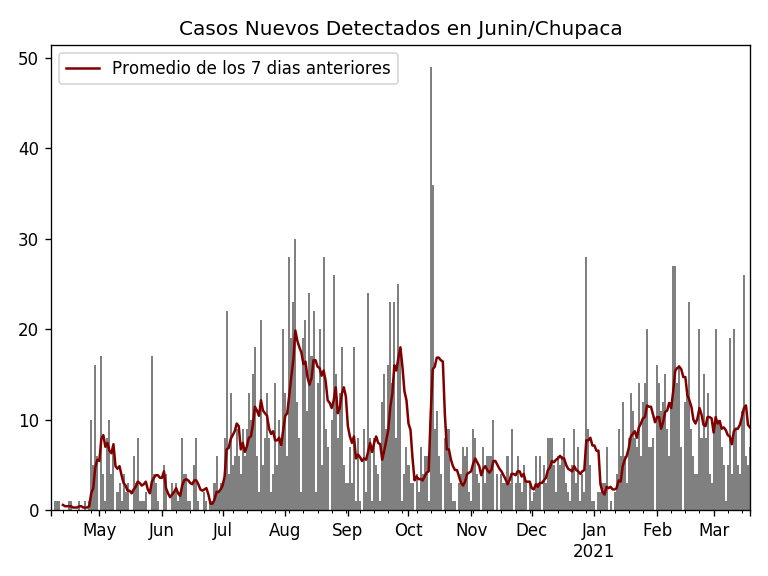 Casos Nuevos Detectados en Junin/Chupaca
Promedio de los 7 dias anteriores
50
40
30
20
10
0
May Jun Jul Aug Sep Oct Nov Dec Jan Feb Mar
2021